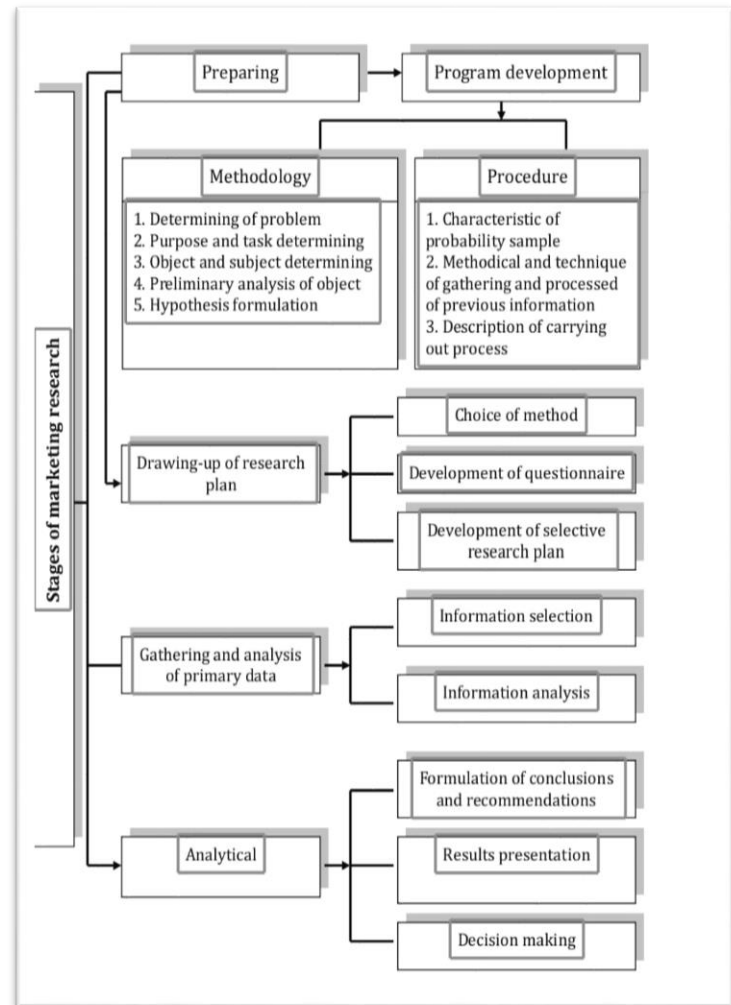 Stages of marketing research
Preparing
Program development
Methodology
1. Determining of problem
2. Purpose and task determining
3. Object and subject determining
4. Preliminary analysis of object
5. Hypothesis formulation
Procedure
1. Characteristic of
probability sample
2. Methodical and technique
of gathering and processed
of previous information
3. Description of carrying
out process
Drawing-up of research
plan
Choice of method
Development of questionnaire
Development of selective
research plan
Gathering and analysis
of primary data
Information selection
Information analysis
Analytical
Formulation of conclusions
and recommendations
Results presentation
Decision making